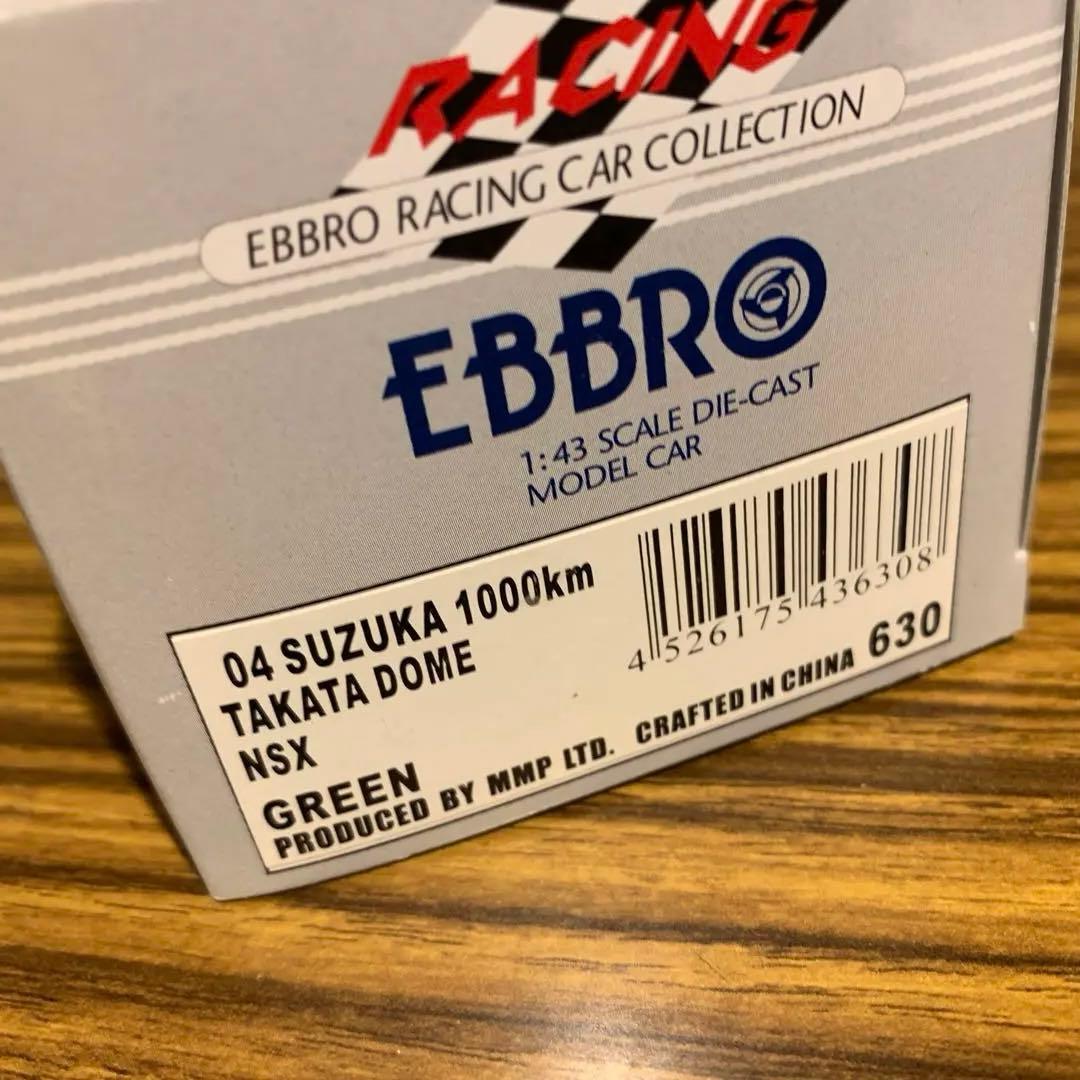 RACING
EBBRO RACING CAR COLLECTION
EBBRO
1:43 SCALE DIE-CAST
MODEL CAR
04 SUZUKA 1000km
TAKATA DOME
NSX
GREEN
PRODUCED BY MMP LTD. CRAFTED IN CHINA 630
4 526175 436308